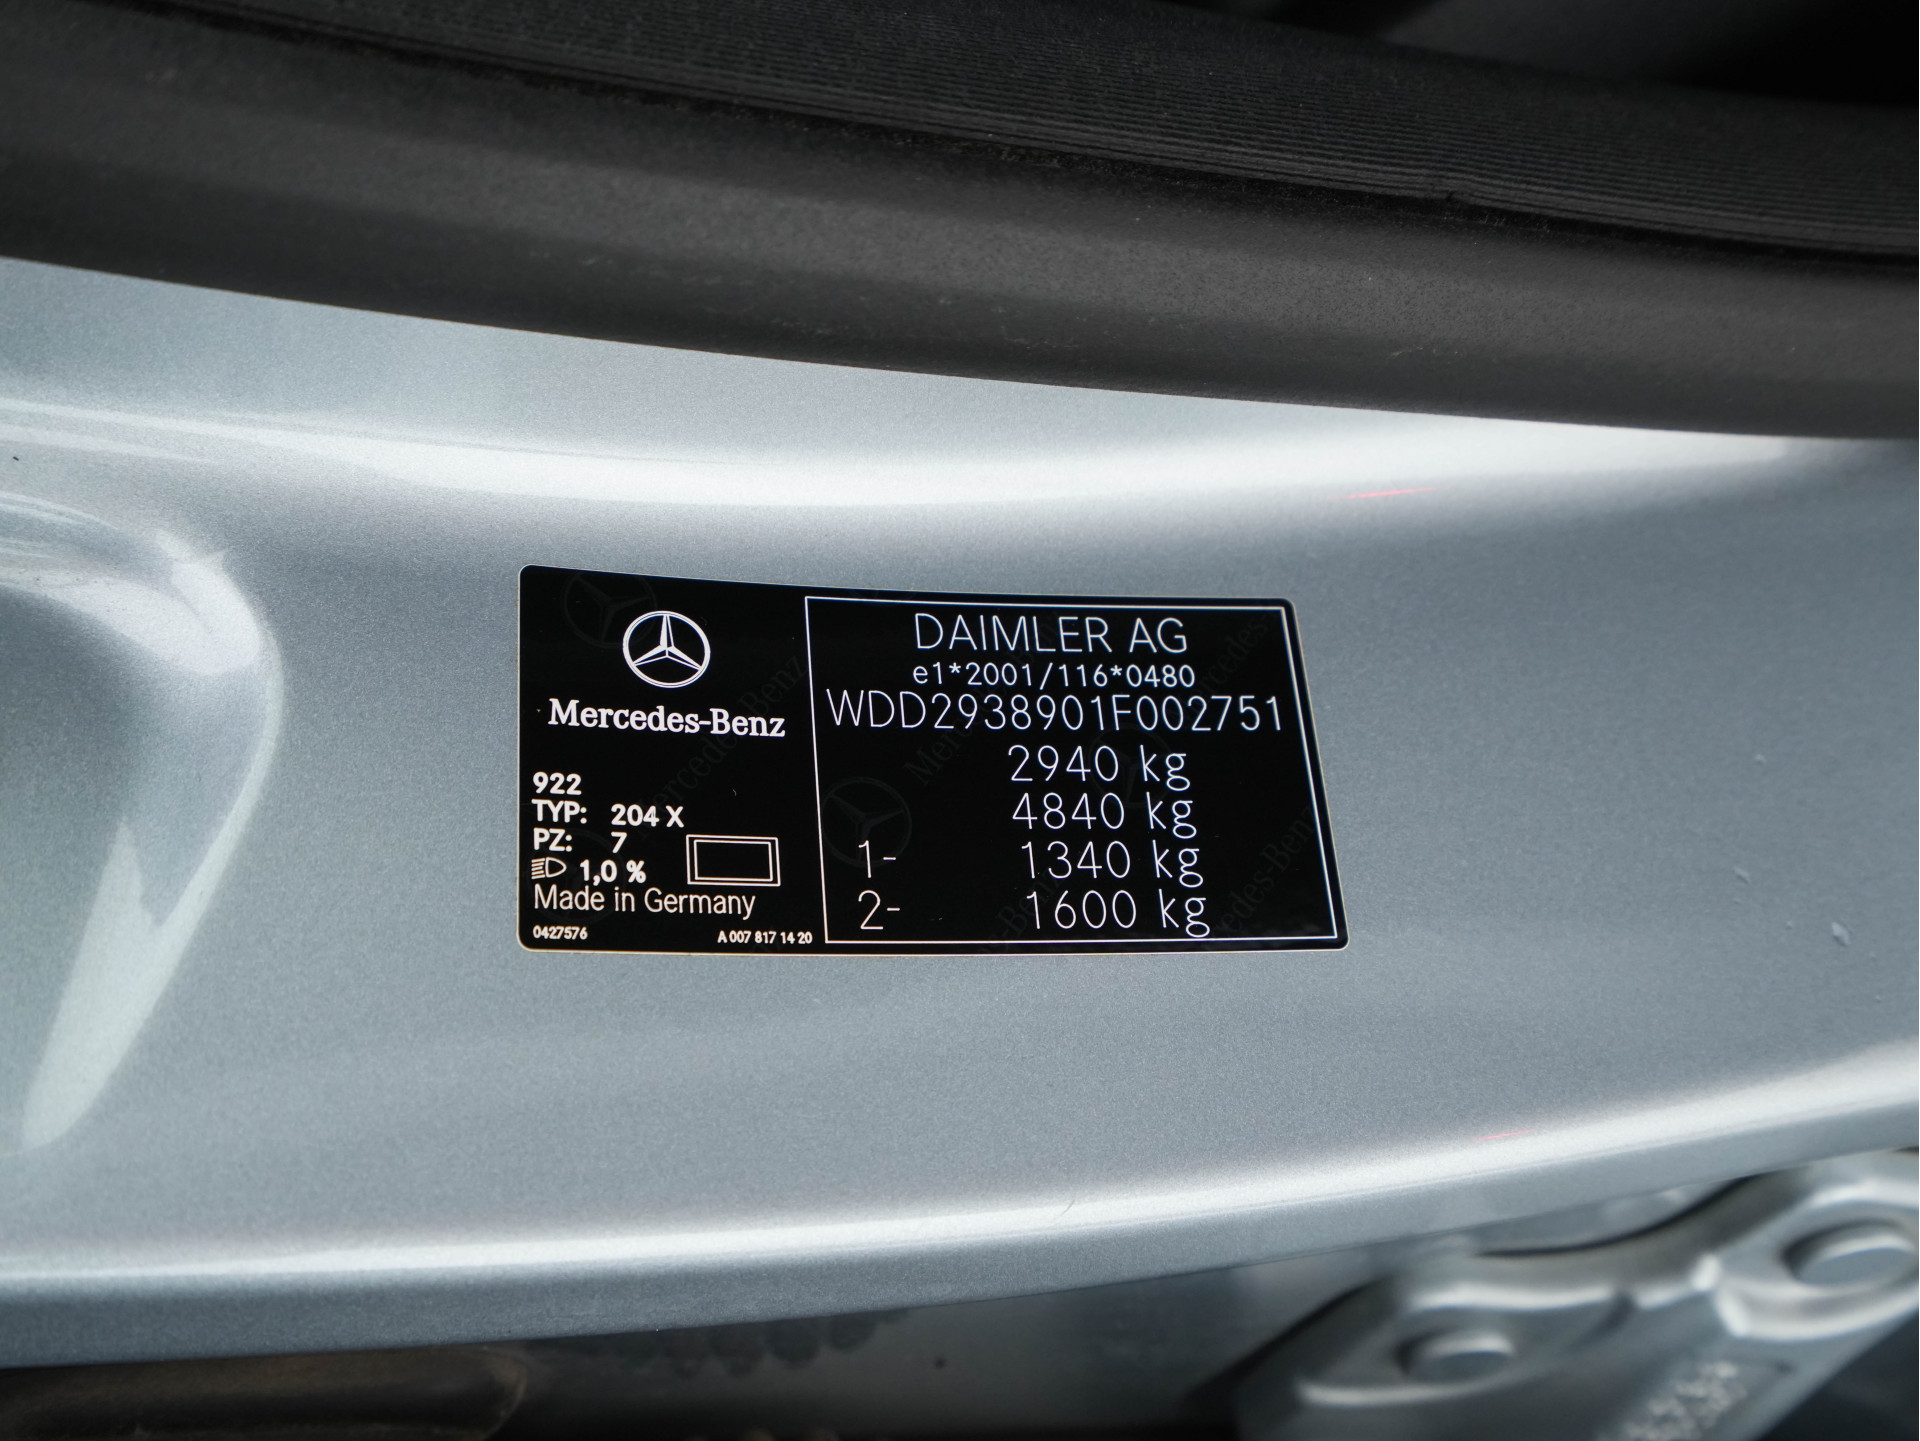 Mercedes-Benz
922
TYP: 204 X
PZ: 7
1,0 %
Made in Germany
0427576
A 007 817 14 20
DAIMLER AG
e1*2001/116*0480
WDD2938901F002751
2940 kg
4840 kg
1- 1340 kg
2- 1600 kg